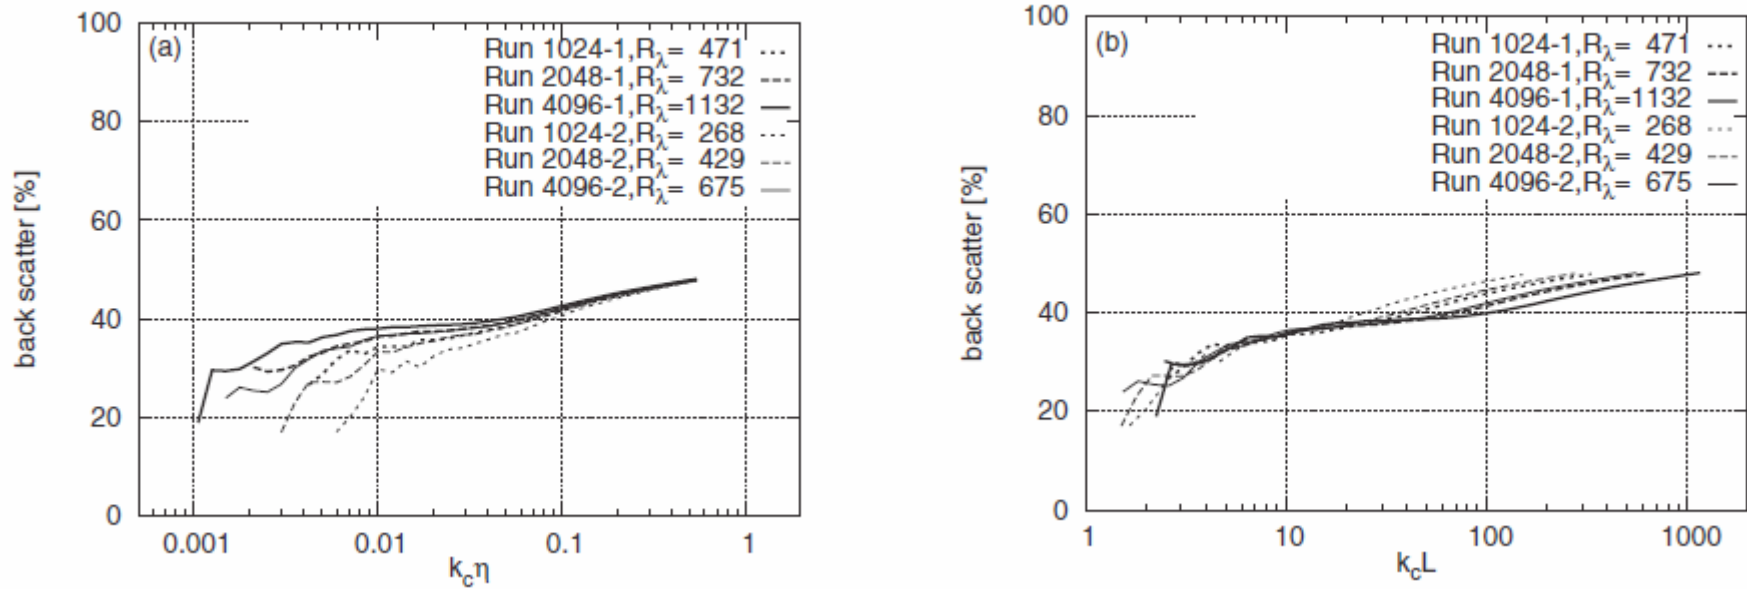 100
(a)
Run 1024-1,Rλ= 471
Run 2048-1,Rλ= 732
Run 4096-1,Rλ=1132
Run 1024-2,Rλ= 268
Run 2048-2,Rλ= 429
Run 4096-2,Rλ= 675
80
60
40
20
0
back scatter [%]
0.001
0.01
0.1
1
kcη
100
(b)
Run 1024-1,Rλ= 471
Run 2048-1,Rλ= 732
Run 4096-1,Rλ=1132
Run 1024-2,Rλ= 268
Run 2048-2,Rλ= 429
Run 4096-2,Rλ= 675
80
60
40
20
0
back scatter [%]
1
10
100
1000
kcL